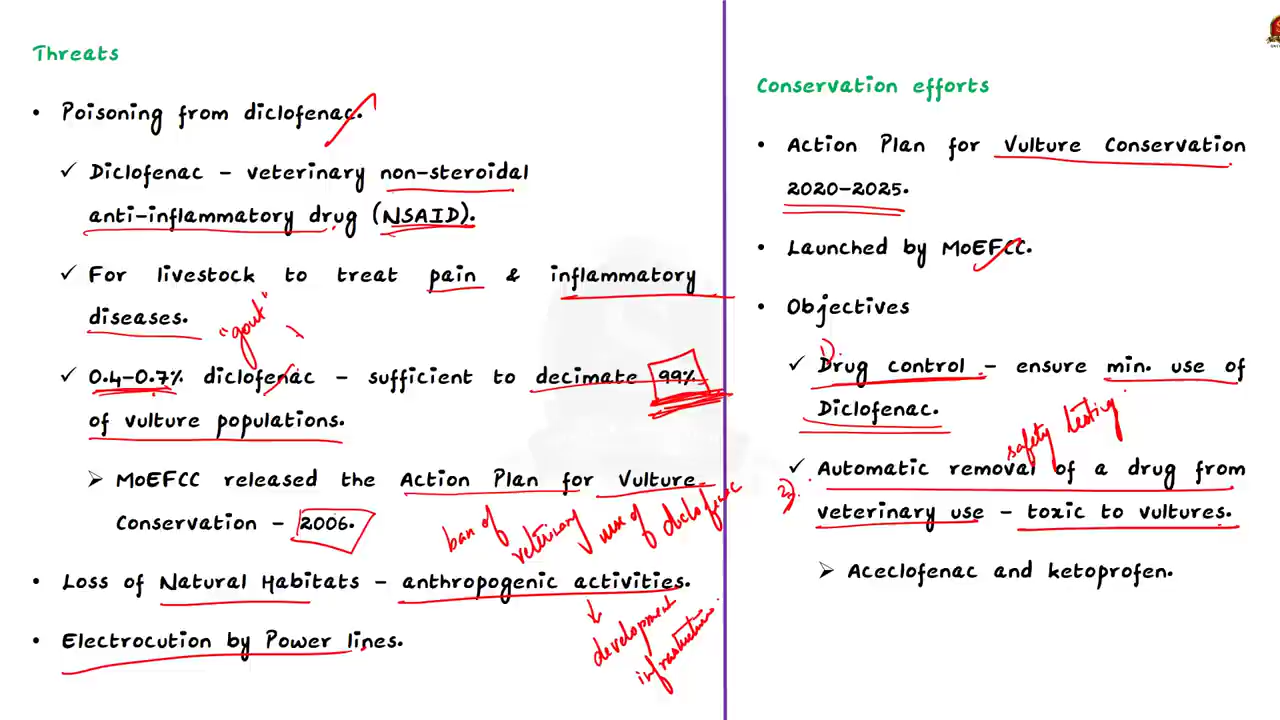 Threats
• Poisoning from diclofenac.
✓ Diclofenac – veterinary non-steroidal
anti-inflammatory drug (NSAID).
✓ For livestock to treat pain & inflammatory
diseases.
"gout"
✓ 0.4-0.7% diclofenac – sufficient to decimate 99%
of vulture populations.
➢ MoEFCC released the Action Plan for Vulture
Conservation – 2006.
ban of veterinary use of diclofenac
• Loss of Natural Habitats – anthropogenic activities.
development
• Electrocution by Power lines.
Conservation efforts
• Action Plan for Vulture Conservation
2020-2025.
• Launched by MoEFCC.
• Objectives
1)
✓ Drug control – ensure min. use of
Diclofenac.
safety testing
2)
✓ Automatic removal of a drug from
veterinary use – toxic to vultures.
➢ Aceclofenac and ketoprofen.